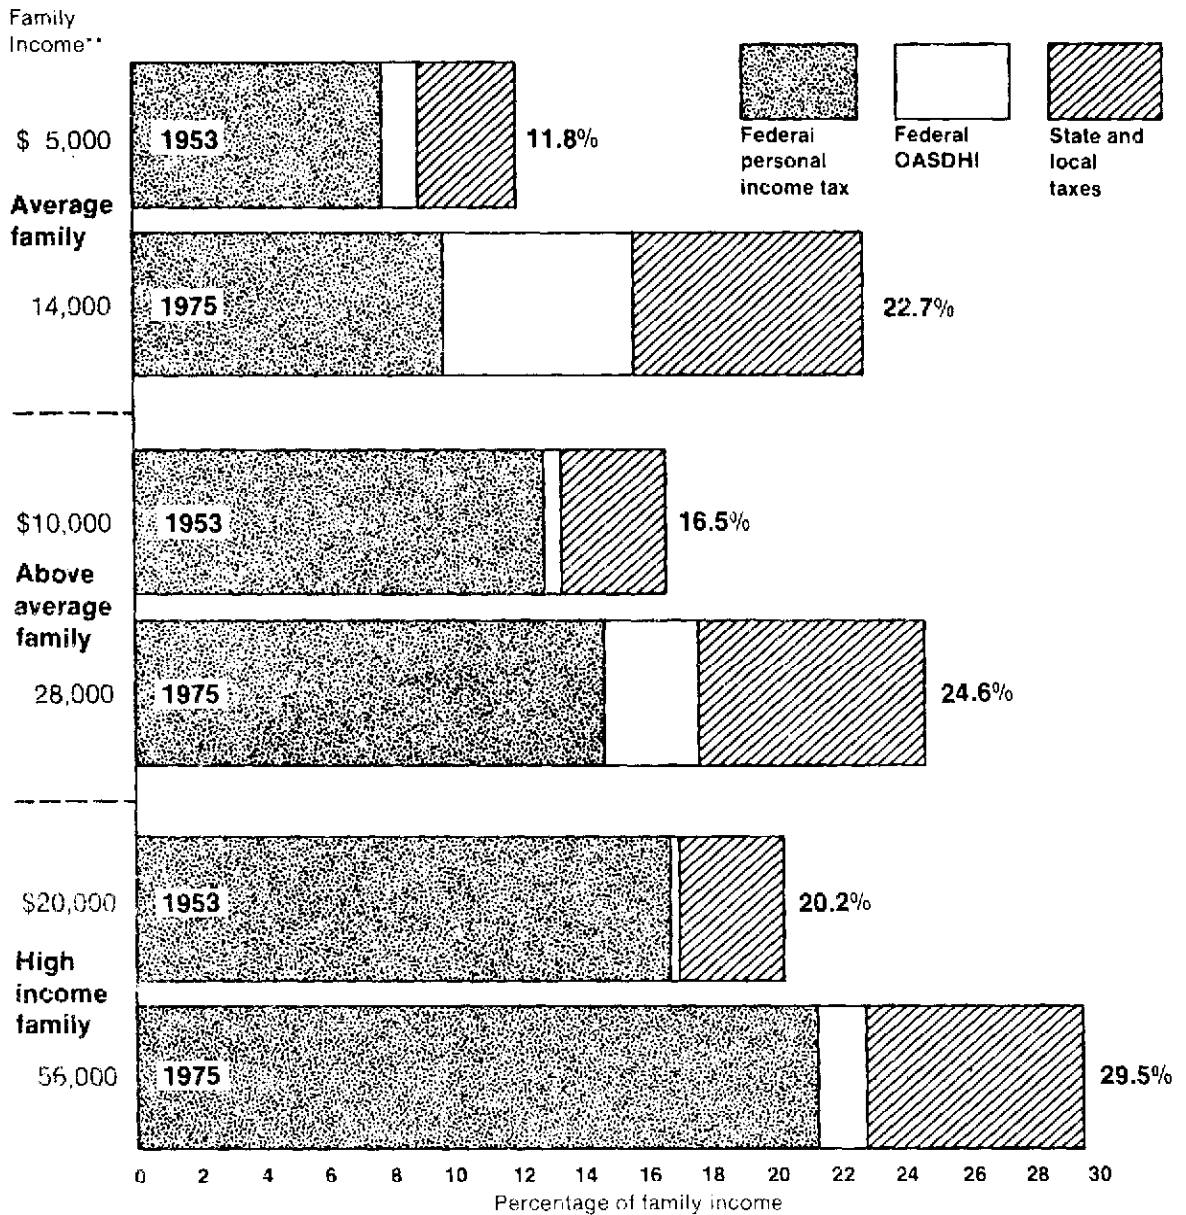 Family
Income**
$ 5,000
1953
11.8%
Average
family
14,000
1975
22.7%
Federal
personal
income tax
Federal
OASDHI
State and
local
taxes
$10,000
1953
16.5%
Above
average
family
28,000
1975
24.6%
$20,000
1953
20.2%
High
income
family
56,000
1975
29.5%
0 2 4 6 8 10 12 14 16 18 20 22 24 26 28 30
Percentage of family income